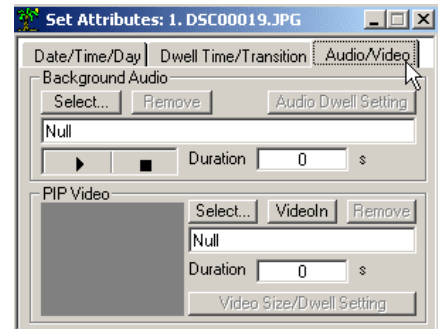 Set Attributes: 1. DSC00019.JPG
Date/Time/Day Dwell Time/Transition Audio/Video
Background Audio
Select... Remove Audio Dwell Setting
Null
Duration 0 s
PIP Video
Select... VideoIn Remove
Null
Duration 0 s
Video Size/Dwell Setting